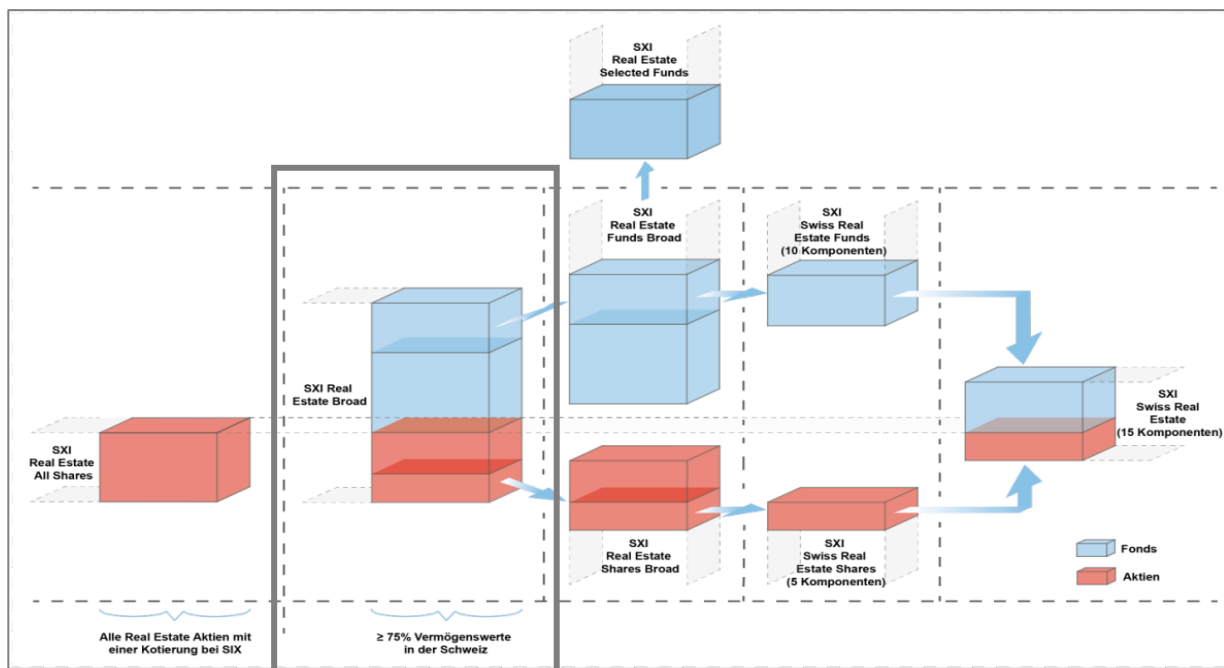 SXI
Real Estate
Selected Funds
SXI
Real Estate
Funds Broad
SXI
Swiss Real
Estate Funds
(10 Komponenten)
SXI Real
Estate Broad
SXI
Swiss Real
Estate
(15 Komponenten)
SXI
Real Estate
All Shares
SXI
Real Estate
Shares Broad
SXI
Swiss Real
Estate Shares
(5 Komponenten)
Fonds
Aktien
Alle Real Estate Aktien mit
einer Kotierung bei SIX
≥ 75% Vermögenswerte
in der Schweiz